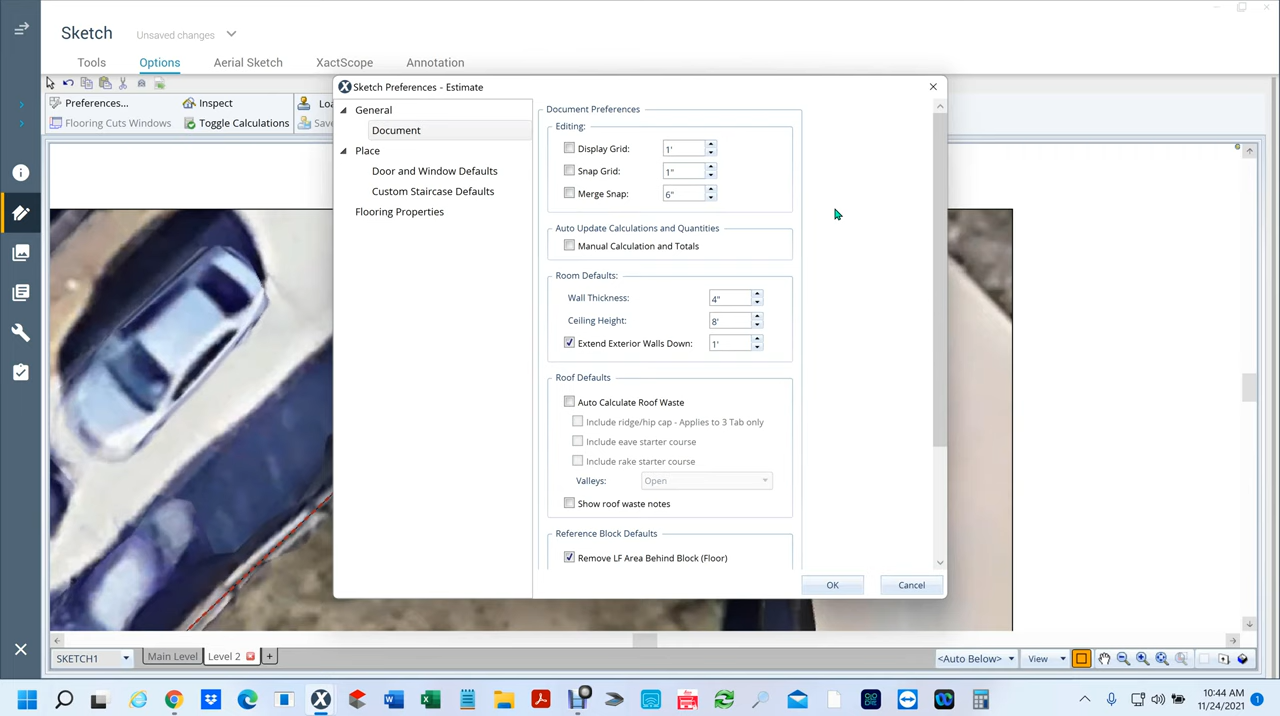 Sketch
Unsaved changes
Tools
Options
Aerial Sketch
XactScope
Annotation
Preferences...
Inspect
Flooring Cuts Windows
Toggle Calculations
Sketch Preferences - Estimate
General
Document
Place
Door and Window Defaults
Custom Staircase Defaults
Flooring Properties
Document Preferences
Editing:
Display Grid: 1'
Snap Grid: 1"
Merge Snap: 6"
Auto Update Calculations and Quantities
Manual Calculation and Totals
Room Defaults:
Wall Thickness: 4"
Ceiling Height: 8'
Extend Exterior Walls Down: 1'
Roof Defaults
Auto Calculate Roof Waste
Include ridge/hip cap - Applies to 3 Tab only
Include eave starter course
Include rake starter course
Valleys: Open
Show roof waste notes
Reference Block Defaults
Remove LF Area Behind Block (Floor)
OK
Cancel
SKETCH1
Main Level
Level 2
<Auto Below>
View
10:44 AM
11/24/2021
1